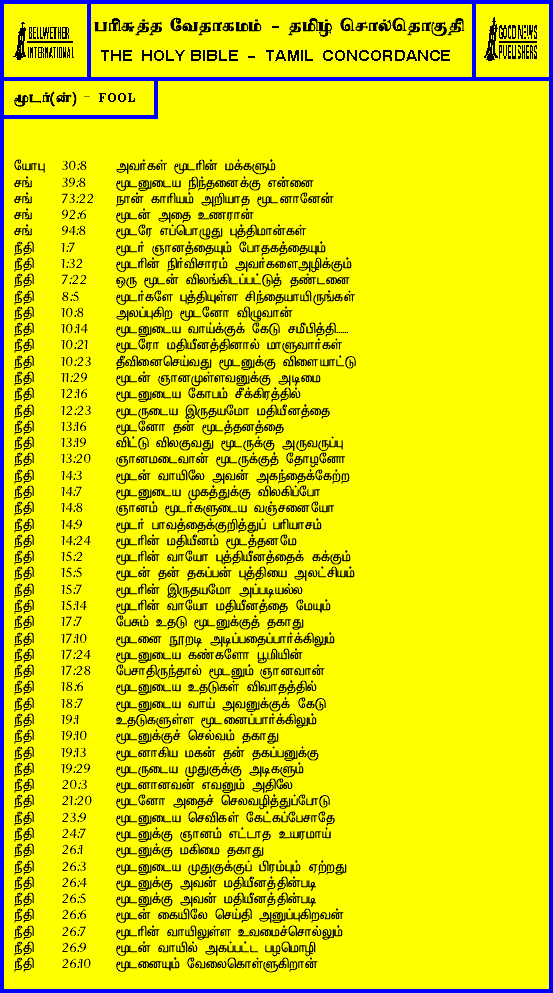 BELLWETHER
INTERNATIONAL
பரிசுத்த வேதாகமம் - தமிழ் சொல்தொகுதி
THE HOLY BIBLE - TAMIL CONCORDANCE
GOOD NEWS
PUBLISHERS
மூடர்(ன்) - FOOL
யோபு 30:8 அவர்கள் மூடரின் மக்களும்
சங் 39:8 மூடனுடைய நிந்தனைக்கு என்னை
சங் 73:22 நான் காரியம் அறியாத மூடனானேன்
சங் 92:6 மூடன் அதை உணரான்
சங் 94:8 மூடரே எப்பொழுது புத்திமான்கள்
நீதி 1:7 மூடர் ஞானத்தையும் போதகத்தையும்
நீதி 1:32 மூடரின் நிர்விசாரம் அவர்களைஅழிக்கும்
நீதி 7:22 ஒரு மூடன் விலங்கிடப்பட்டுத் தண்டனை
நீதி 8:5 மூடர்களே புத்தியுள்ள சிந்தையாயிருங்கள்
நீதி 10:8 அலப்புகிற மூடனோ விழுவான்
நீதி 10:14 மூடனுடைய வாய்க்குக் கேடு சமீபித்தி.....
நீதி 10:21 மூடரோ மதியீனத்தினால் மாளுவார்கள்
நீதி 10:23 தீவினைசெய்வது மூடனுக்கு விளையாட்டு
நீதி 11:29 மூடன் ஞானமுள்ளவனுக்கு அடிமை
நீதி 12:16 மூடனுடைய கோபம் சீக்கிரத்தில்
நீதி 12:23 மூடருடைய இருதயமோ மதியீனத்தை
நீதி 13:16 மூடனோ தன் மூடத்தனத்தை
நீதி 13:19 விட்டு விலகுவது மூடருக்கு அருவருப்பு
நீதி 13:20 ஞானமடைவான் மூடருக்குத் தோழனோ
நீதி 14:3 மூடன் வாயிலே அவன் அகந்தைக்கேற்ற
நீதி 14:7 மூடனுடைய முகத்துக்கு விலகிப்போ
நீதி 14:8 ஞானம் மூடர்களுடைய வஞ்சனையோ
நீதி 14:9 மூடர் பாவத்தைக்குறித்துப் பரியாசம்
நீதி 14:24 மூடரின் மதியீனம் மூடத்தனமே
நீதி 15:2 மூடரின் வாயோ புத்தியீனத்தைக் கக்கும்
நீதி 15:5 மூடன் தன் தகப்பன் புத்தியை அலட்சியம்
நீதி 15:7 மூடரின் இருதயமோ அப்படியல்ல
நீதி 15:14 மூடரின் வாயோ மதியீனத்தை மேயும்
நீதி 17:7 பேசும் உதடு மூடனுக்குத் தகாது
நீதி 17:10 மூடனை நூறடி அடிப்பதைப்பார்க்கிலும்
நீதி 17:24 மூடனுடைய கண்களோ பூமியின்
நீதி 17:28 பேசாதிருந்தால் மூடனும் ஞானவான்
நீதி 18:6 மூடனுடைய உதடுகள் விவாதத்தில்
நீதி 18:7 மூடனுடைய வாய் அவனுக்குக் கேடு
நீதி 19:1 உதடுகளுள்ள மூடனைப்பார்க்கிலும்
நீதி 19:10 மூடனுக்குச் செல்வம் தகாது
நீதி 19:13 மூடனாகிய மகன் தன் தகப்பனுக்கு
நீதி 19:29 மூடருடைய முதுகுக்கு அடிகளும்
நீதி 20:3 மூடனானவன் எவனும் அதிலே
நீதி 21:20 மூடனோ அதைச் செலவழித்துப்போடு
நீதி 23:9 மூடனுடைய செவிகள் கேட்கப்பேசாதே
நீதி 24:7 மூடனுக்கு ஞானம் எட்டாத உயரமாய்
நீதி 26:1 மூடனுக்கு மகிமை தகாது
நீதி 26:3 மூடனுடைய முதுகுக்குப் பிரம்பும் ஏற்றது
நீதி 26:4 மூடனுக்கு அவன் மதியீனத்தின்படி
நீதி 26:5 மூடனுக்கு அவன் மதியீனத்தின்படி
நீதி 26:6 மூடன் கையிலே செய்தி அனுப்புகிறவன்
நீதி 26:7 மூடரின் வாயிலுள்ள உவமைச்சொல்லும்
நீதி 26:9 மூடன் வாயில் அகப்பட்ட பழமொழி
நீதி 26:10 மூடனையும் வேலைகொள்ளுகிறான்